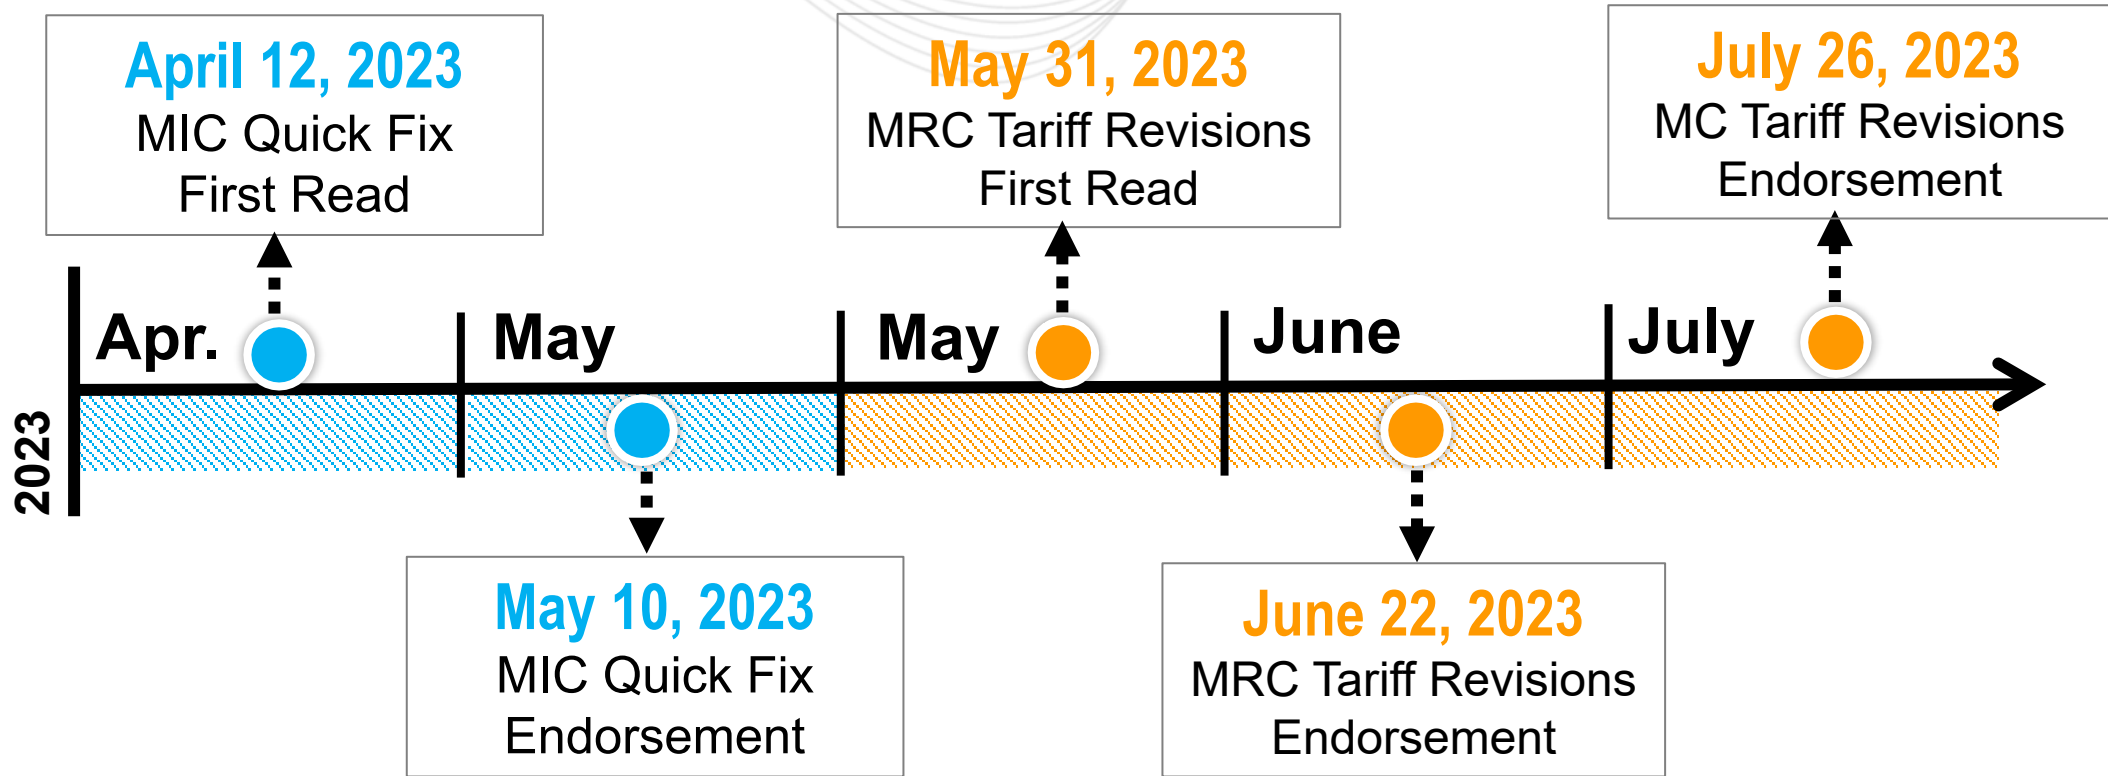 April 12, 2023
MIC Quick Fix
First Read
May 31, 2023
MRC Tariff Revisions
First Read
July 26, 2023
MC Tariff Revisions
Endorsement
Apr.
May
May
June
July
2023
May 10, 2023
MIC Quick Fix
Endorsement
June 22, 2023
MRC Tariff Revisions
Endorsement